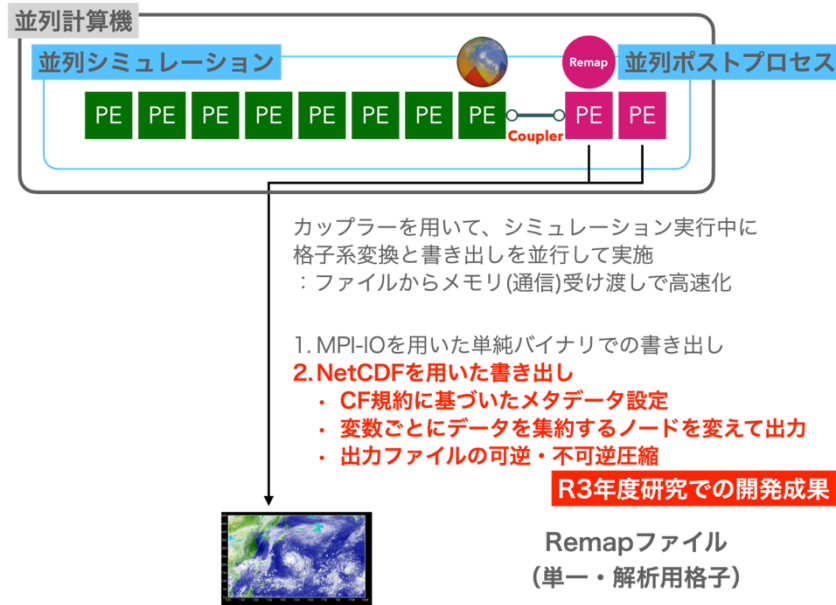 並列計算機
並列シミュレーション
Remap
並列ポストプロセス
PE PE PE PE PE PE PE PE PE PE
Coupler
カップラーを用いて、シミュレーション実行中に
格子系変換と書き出しを並行して実施
：ファイルからメモリ(通信)受け渡しで高速化
1. MPI-IOを用いた単純バイナリでの書き出し
2. NetCDFを用いた書き出し
・ CF規約に基づいたメタデータ設定
・ 変数ごとにデータを集約するノードを変えて出力
・ 出力ファイルの可逆・不可逆圧縮
R3年度研究での開発成果
Remapファイル
（単一・解析用格子）